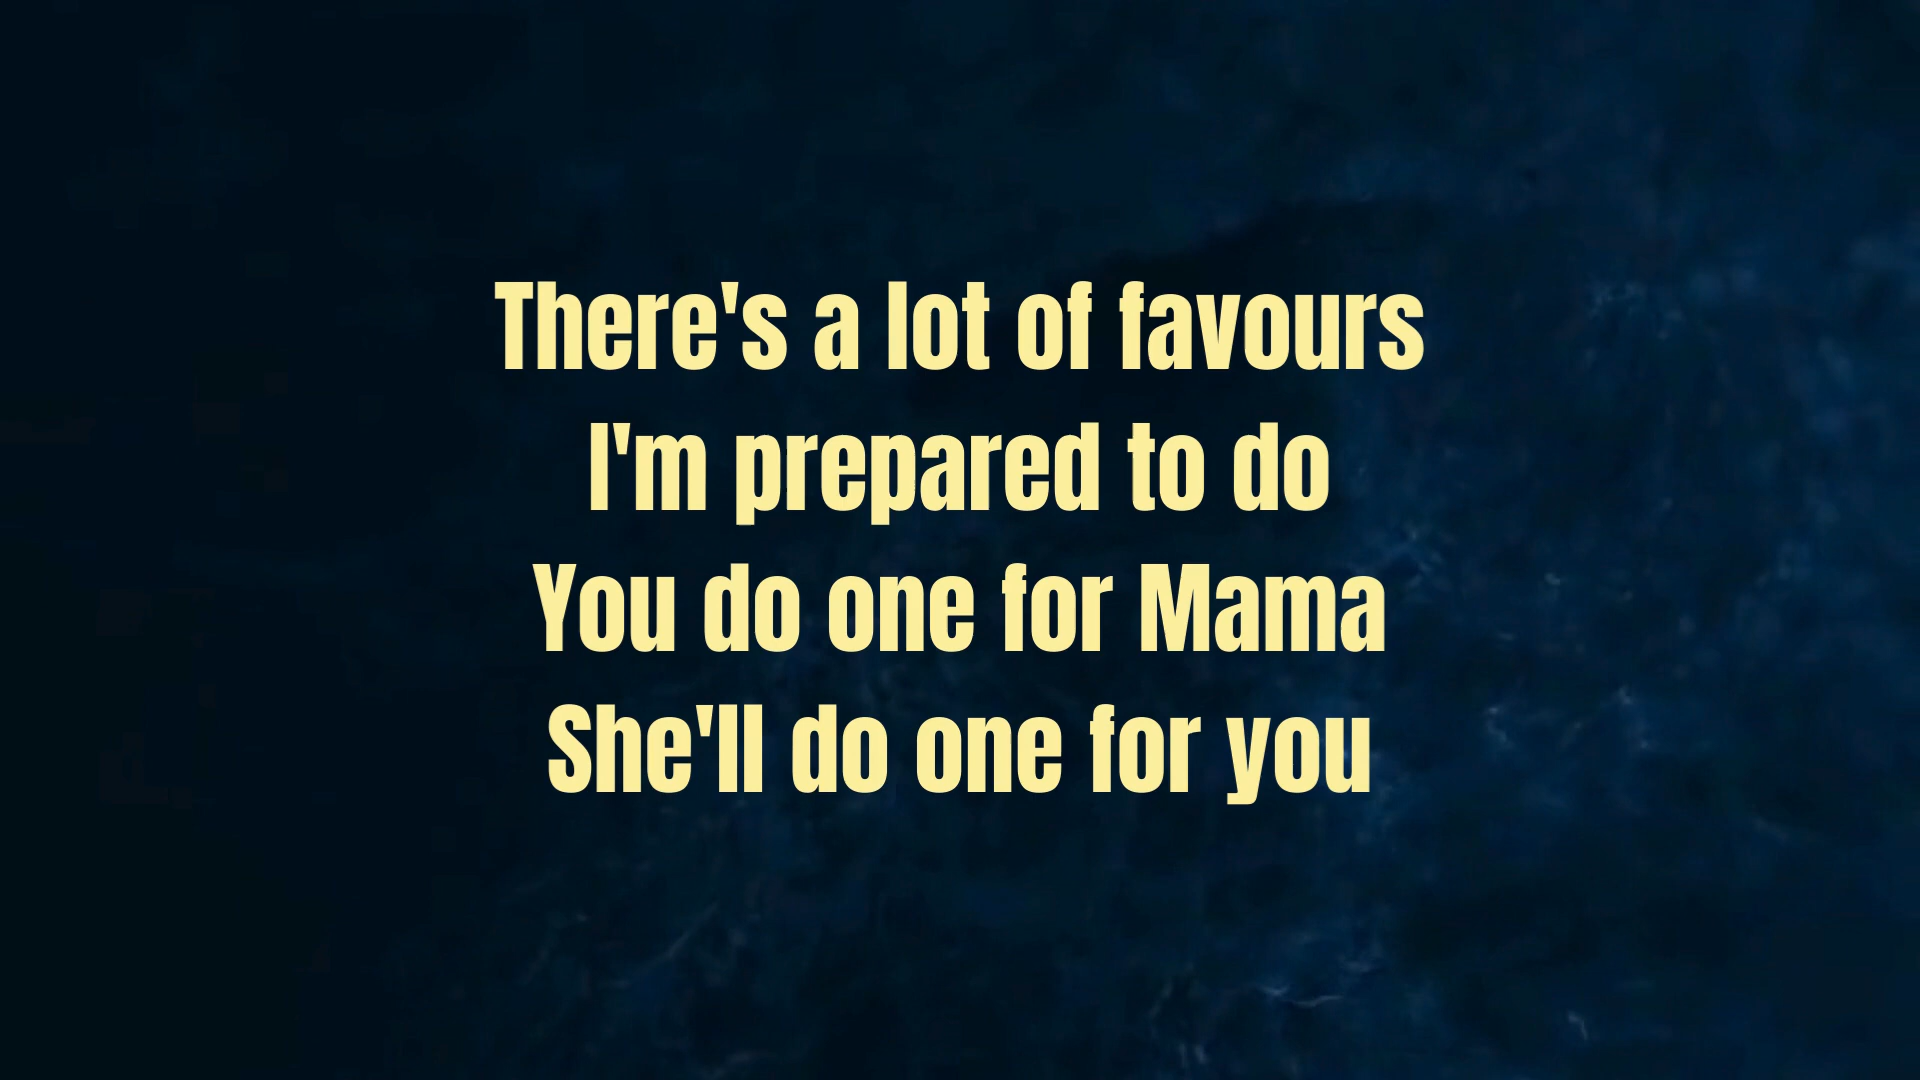 There's a lot of favours
I'm prepared to do
You do one for Mama
She'll do one for you